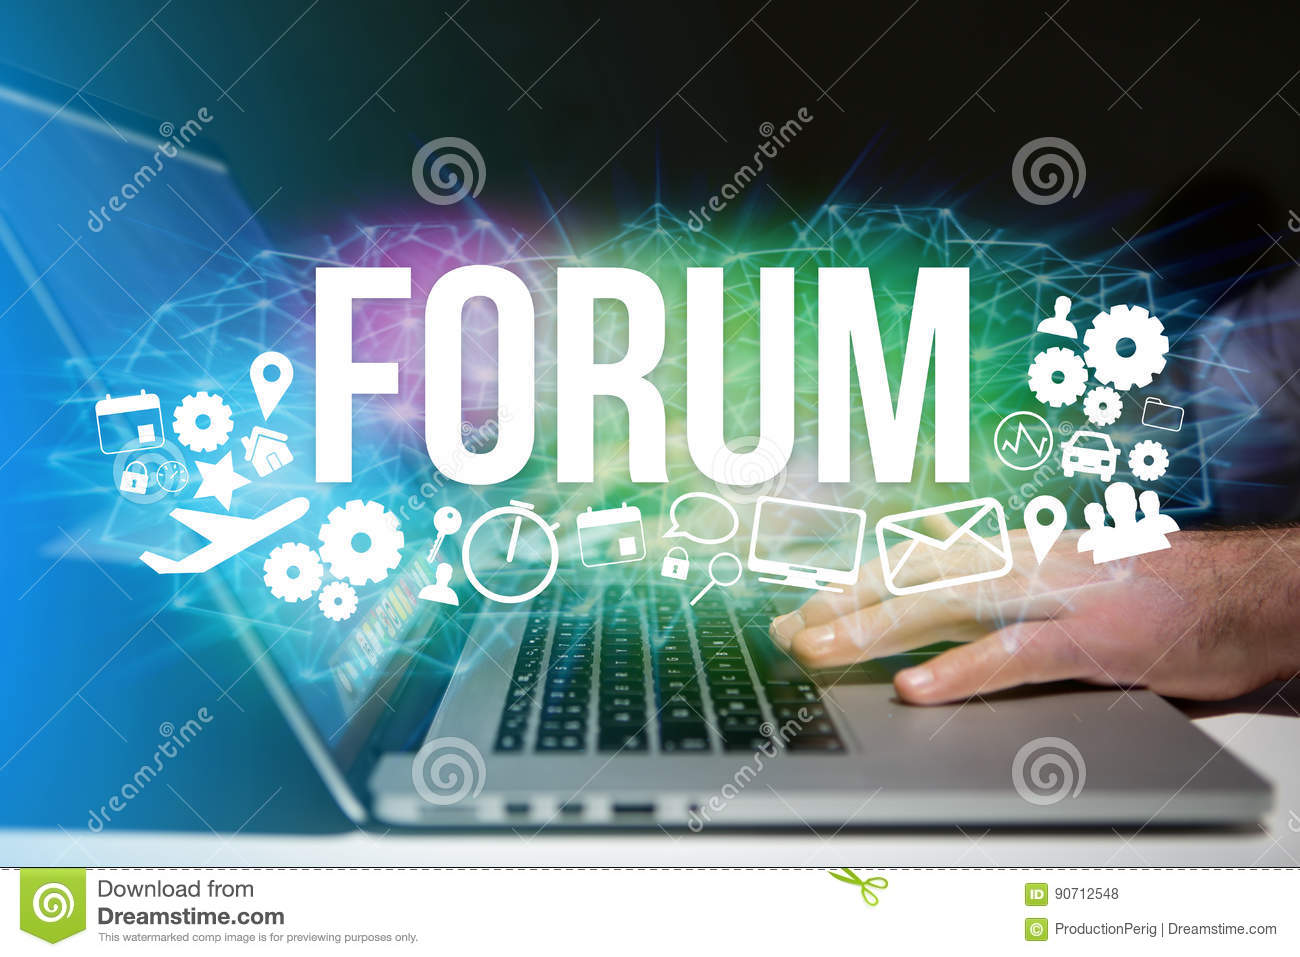 dreamstime
dreamstime
FORUM
dreamstime
dreamstime
Download from
Dreamstime.com
This watermarked comp image is for previewing purposes only.
ID 90712548
© ProductionPerig | Dreamstime.com